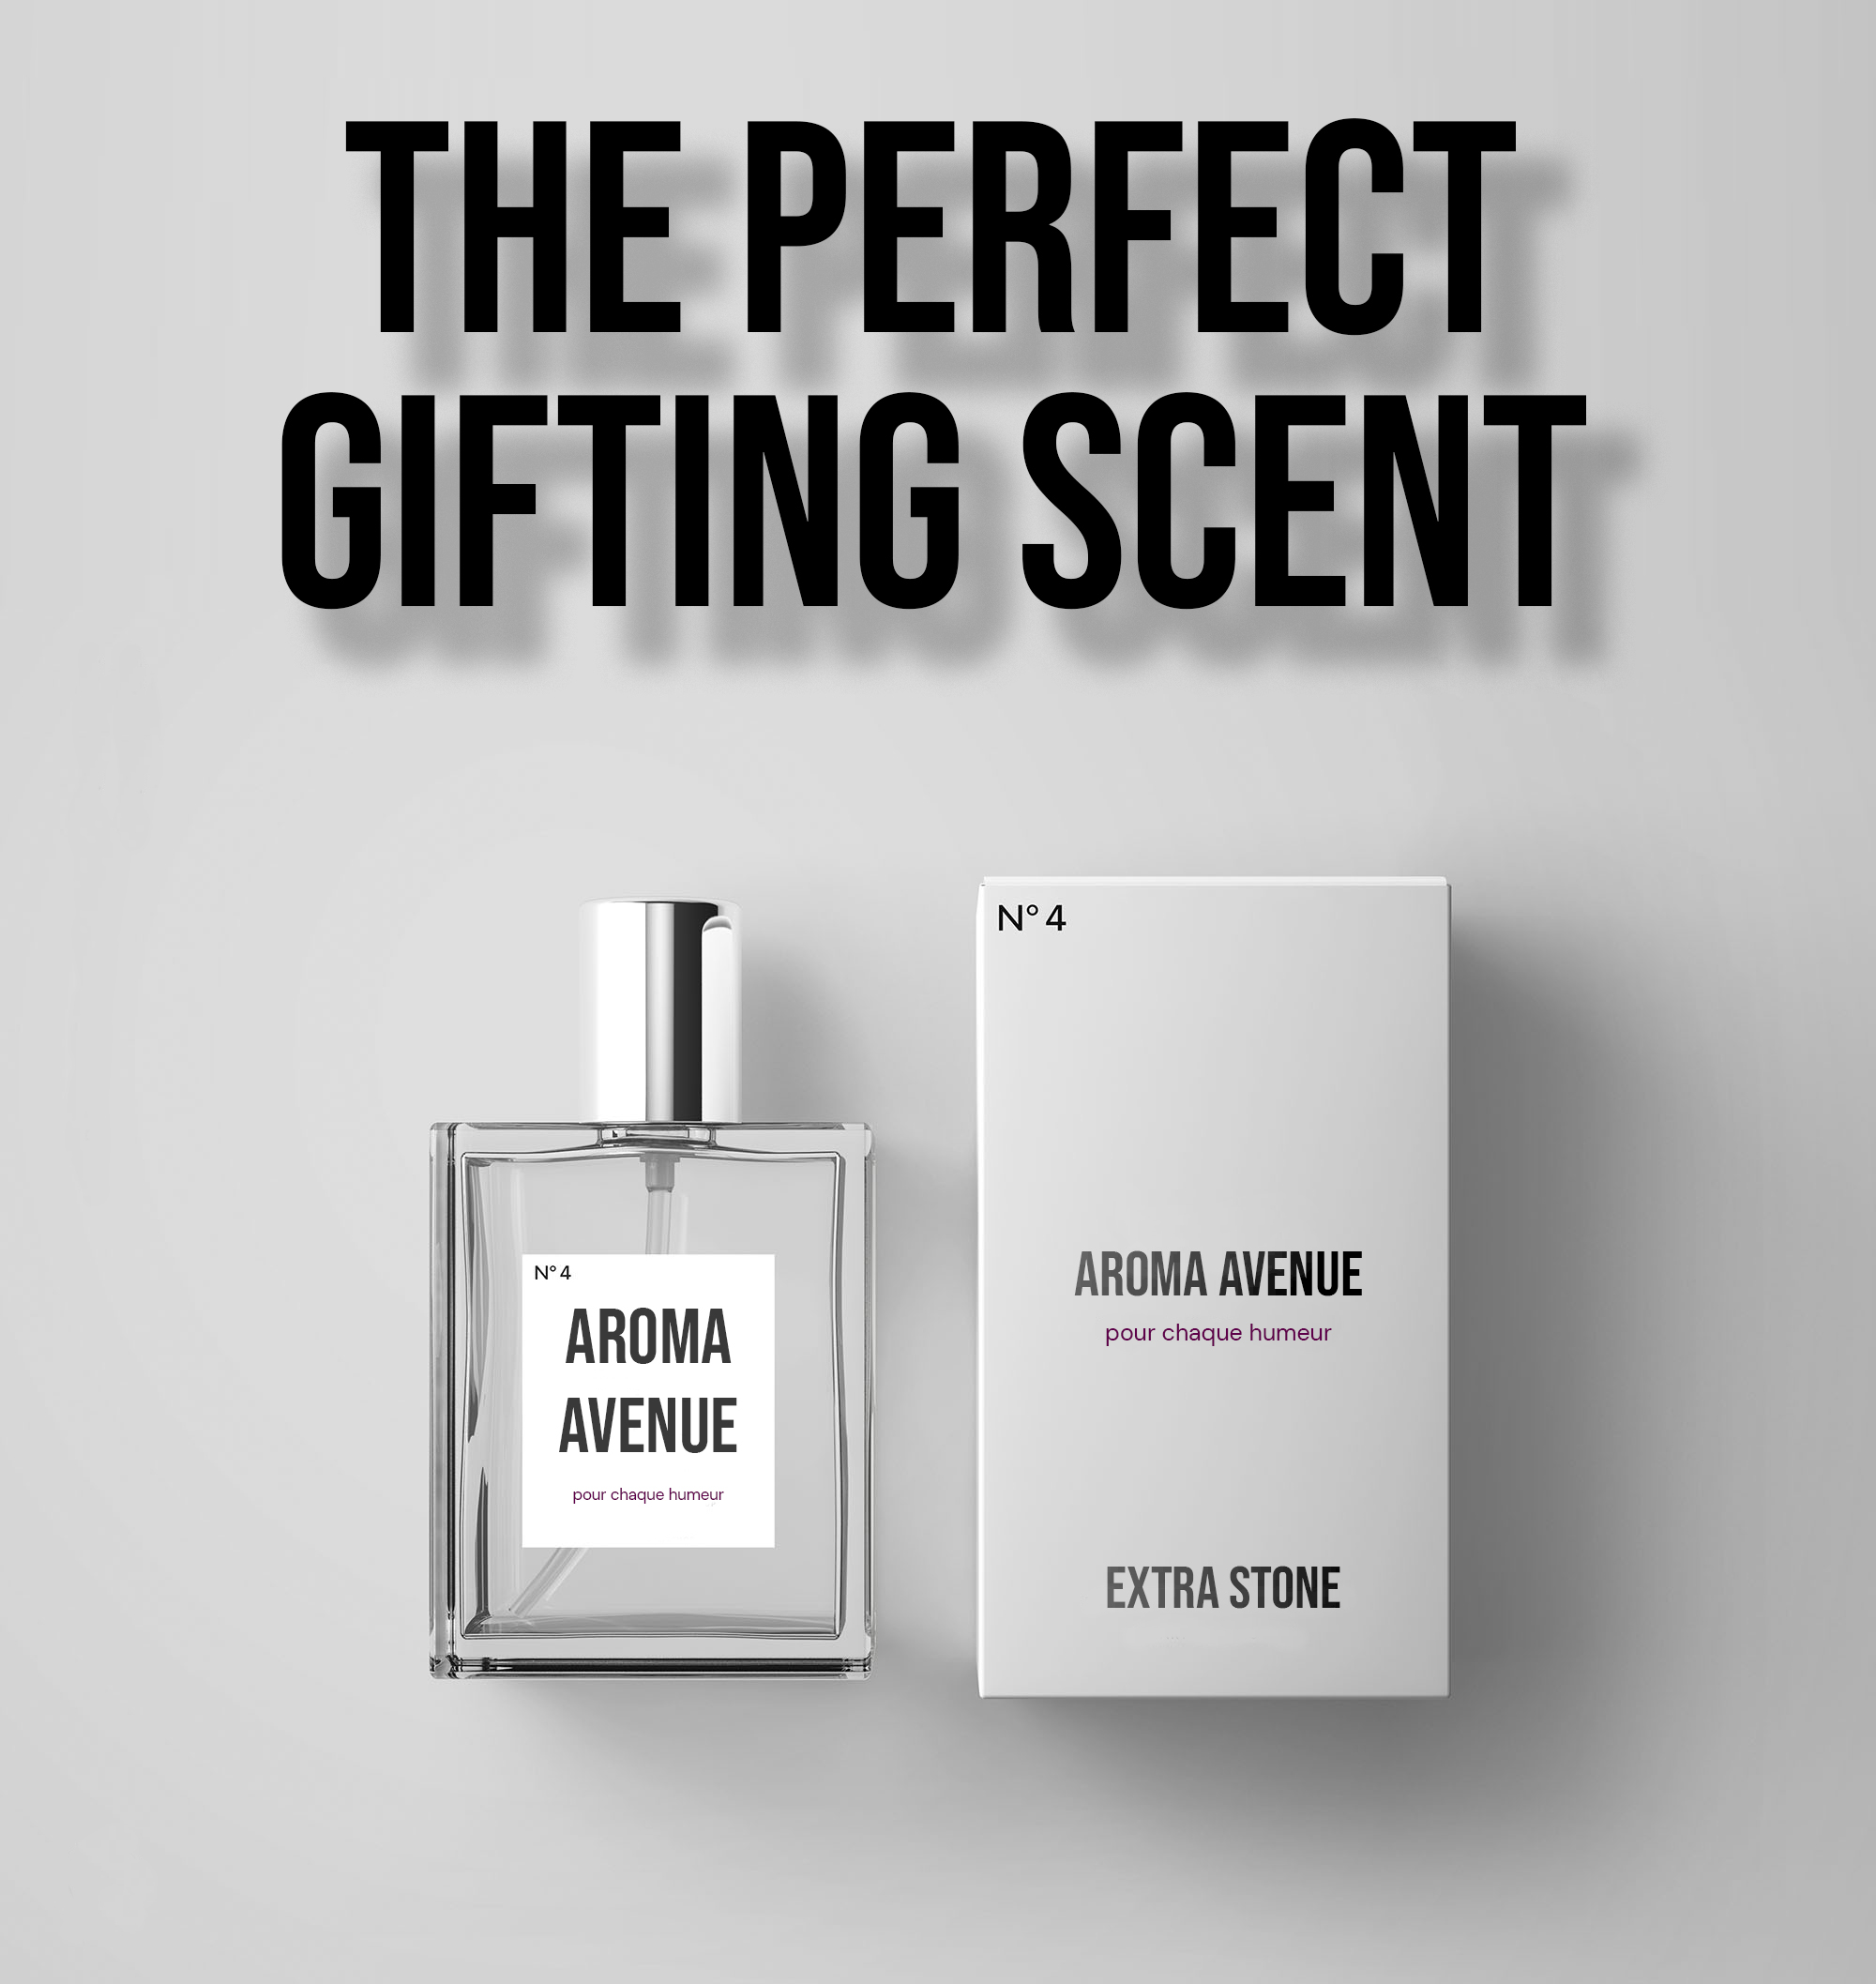 THE PERFECT
GIFTING SCENT
N° 4
AROMA
AVENUE
pour chaque humeur
N° 4
AROMA AVENUE
pour chaque humeur
EXTRA STONE